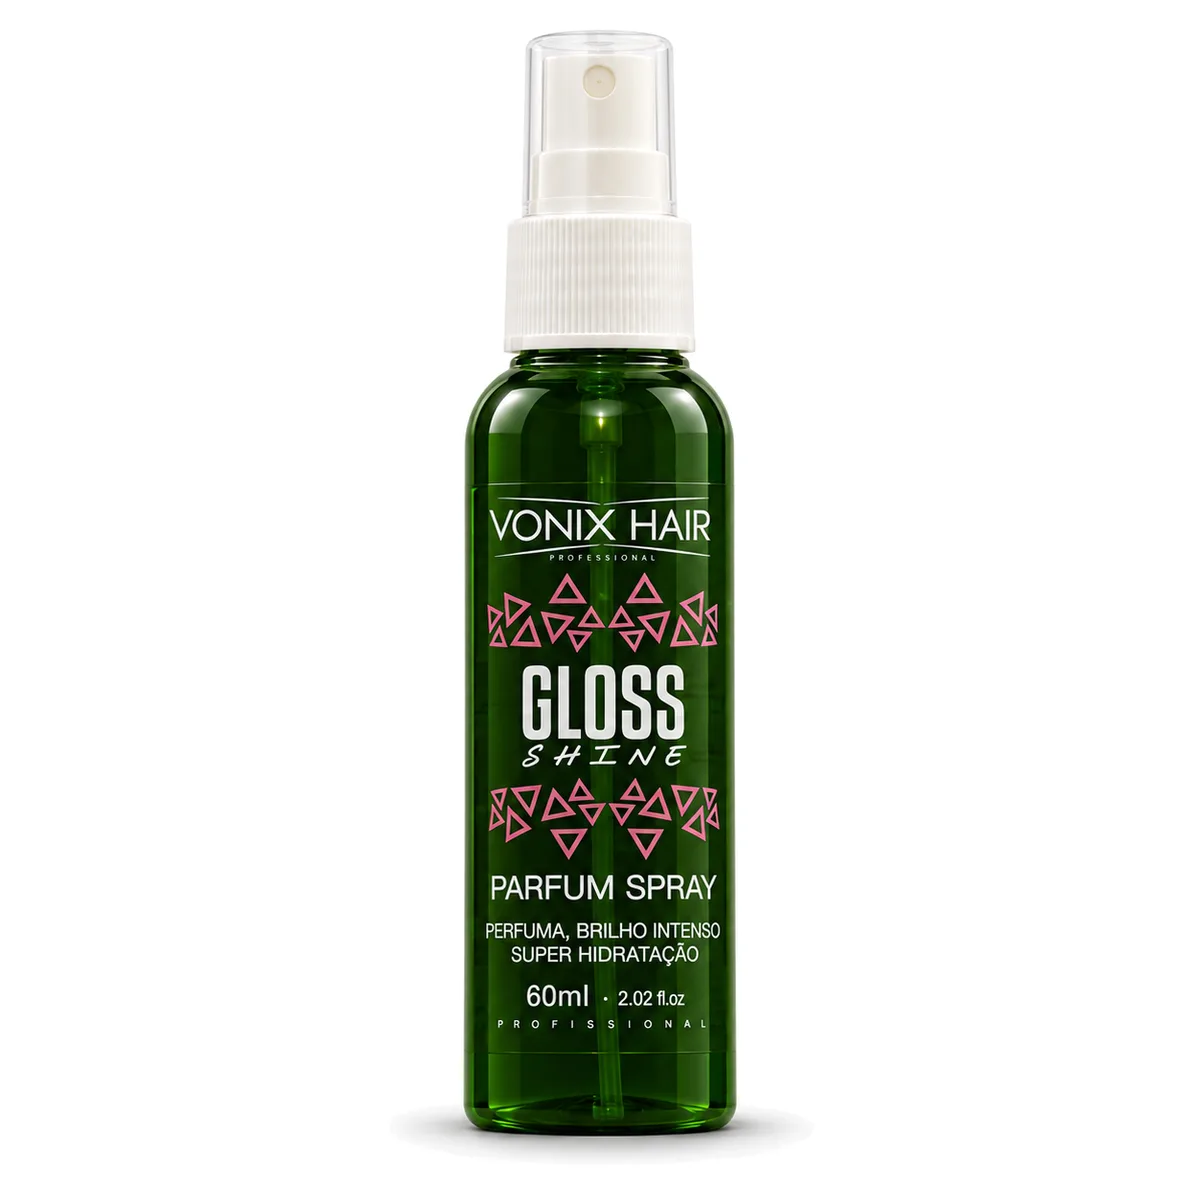 VONIX HAIR
PROFESSIONAL
GLOSS
SHINE
PARFUM SPRAY
PERFUMA, BRILHO INTENSO
SUPER HIDRATAÇÃO
60ml · 2.02 fl.oz
PROFISSIONAL